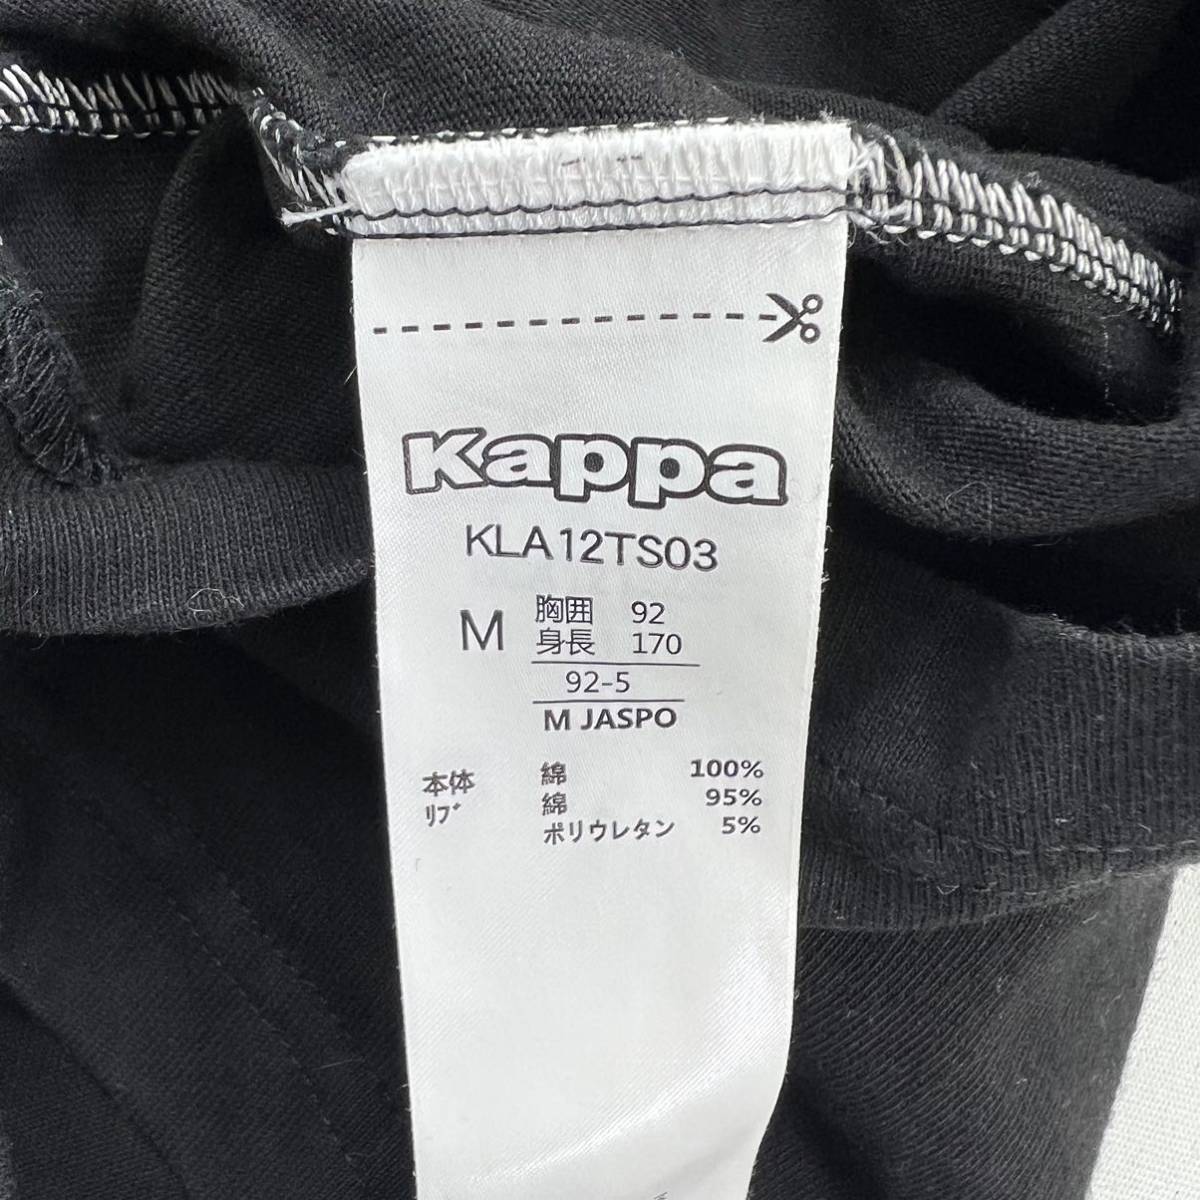 Kappa
KLA12TS03
M 胸囲 92
身長 170
92-5
M JASPO
本体 綿 100%
ﾘﾌﾞ 綿 95%
ポリウレタン 5%